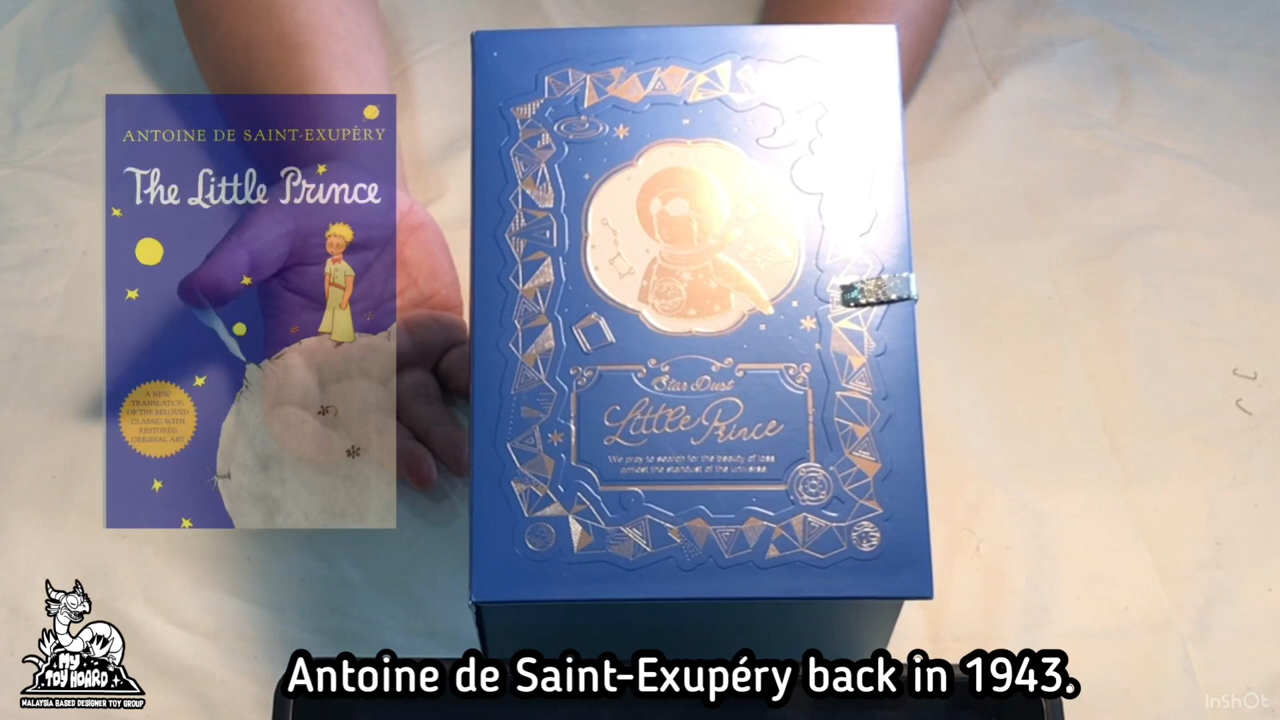 ANTOINE DE SAINT-EXUPÉRY
The Little Prince
A NEW
TRANSLATION
OF THE BELOVED
CLASSIC WITH
RESTORED
ORIGINAL ART
Star Dust
Little Prince
We pray to search for the beauty of loss
amidst the stardust of the universe
MY
TOY HOARD
MALAYSIA BASED DESIGNER TOY GROUP
Antoine de Saint-Exupéry back in 1943.
InShOt